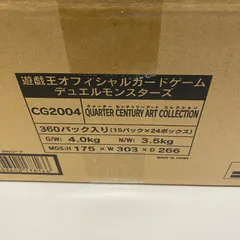 遊戯王オフィシャルカードゲーム
デュエルモンスターズ
クォーター センチュリーアート コレクション
CG2004 QUARTER CENTURY ART COLLECTION
360パック入り(15パック×24ボックス)
G/W: 4.0kg N/W: 3.5kg
MGS:H 175 × W 303 × D 266
MADE IN JAPAN